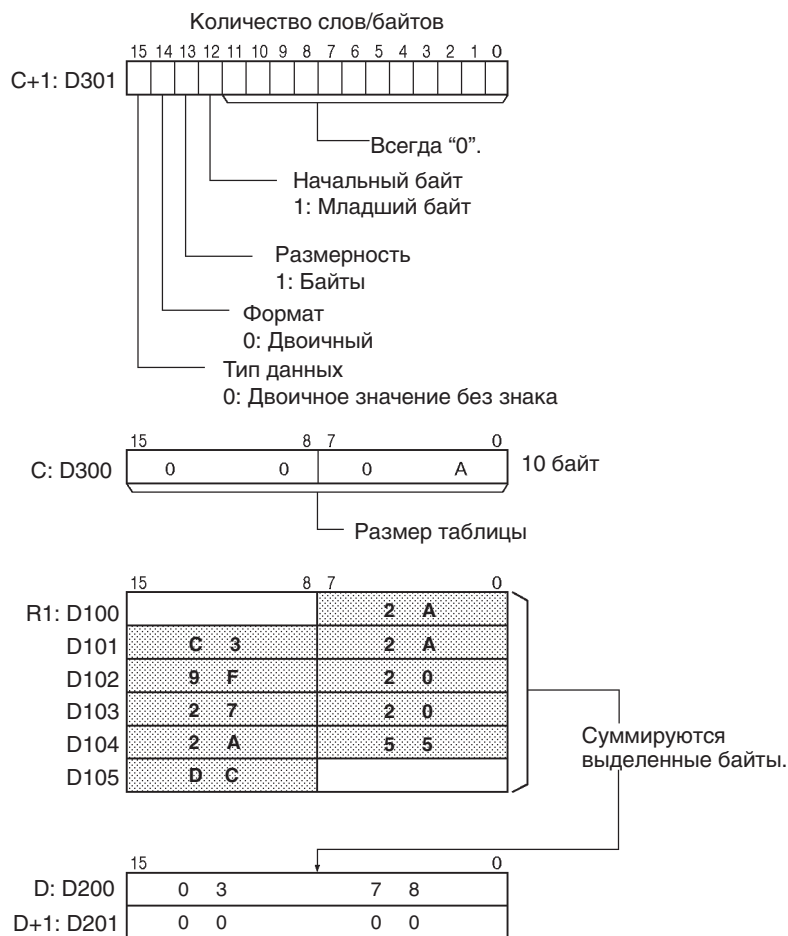 Количество слов/байтов
15 14 13 12 11 10 9 8 7 6 5 4 3 2 1 0
C+1: D301
Всегда “0”.
Начальный байт
1: Младший байт
Размерность
1: Байты
Формат
0: Двоичный
Тип данных
0: Двоичное значение без знака
15 8 7 0
C: D300 0 0 0 A 10 байт
Размер таблицы
15 8 7 0
R1: D100 2 A
D101 C 3 2 A
D102 9 F 2 0
D103 2 7 2 0
D104 2 A 5 5
D105 D C
Суммируются
выделенные байты.
15 0
D: D200 0 3 7 8
D+1: D201 0 0 0 0